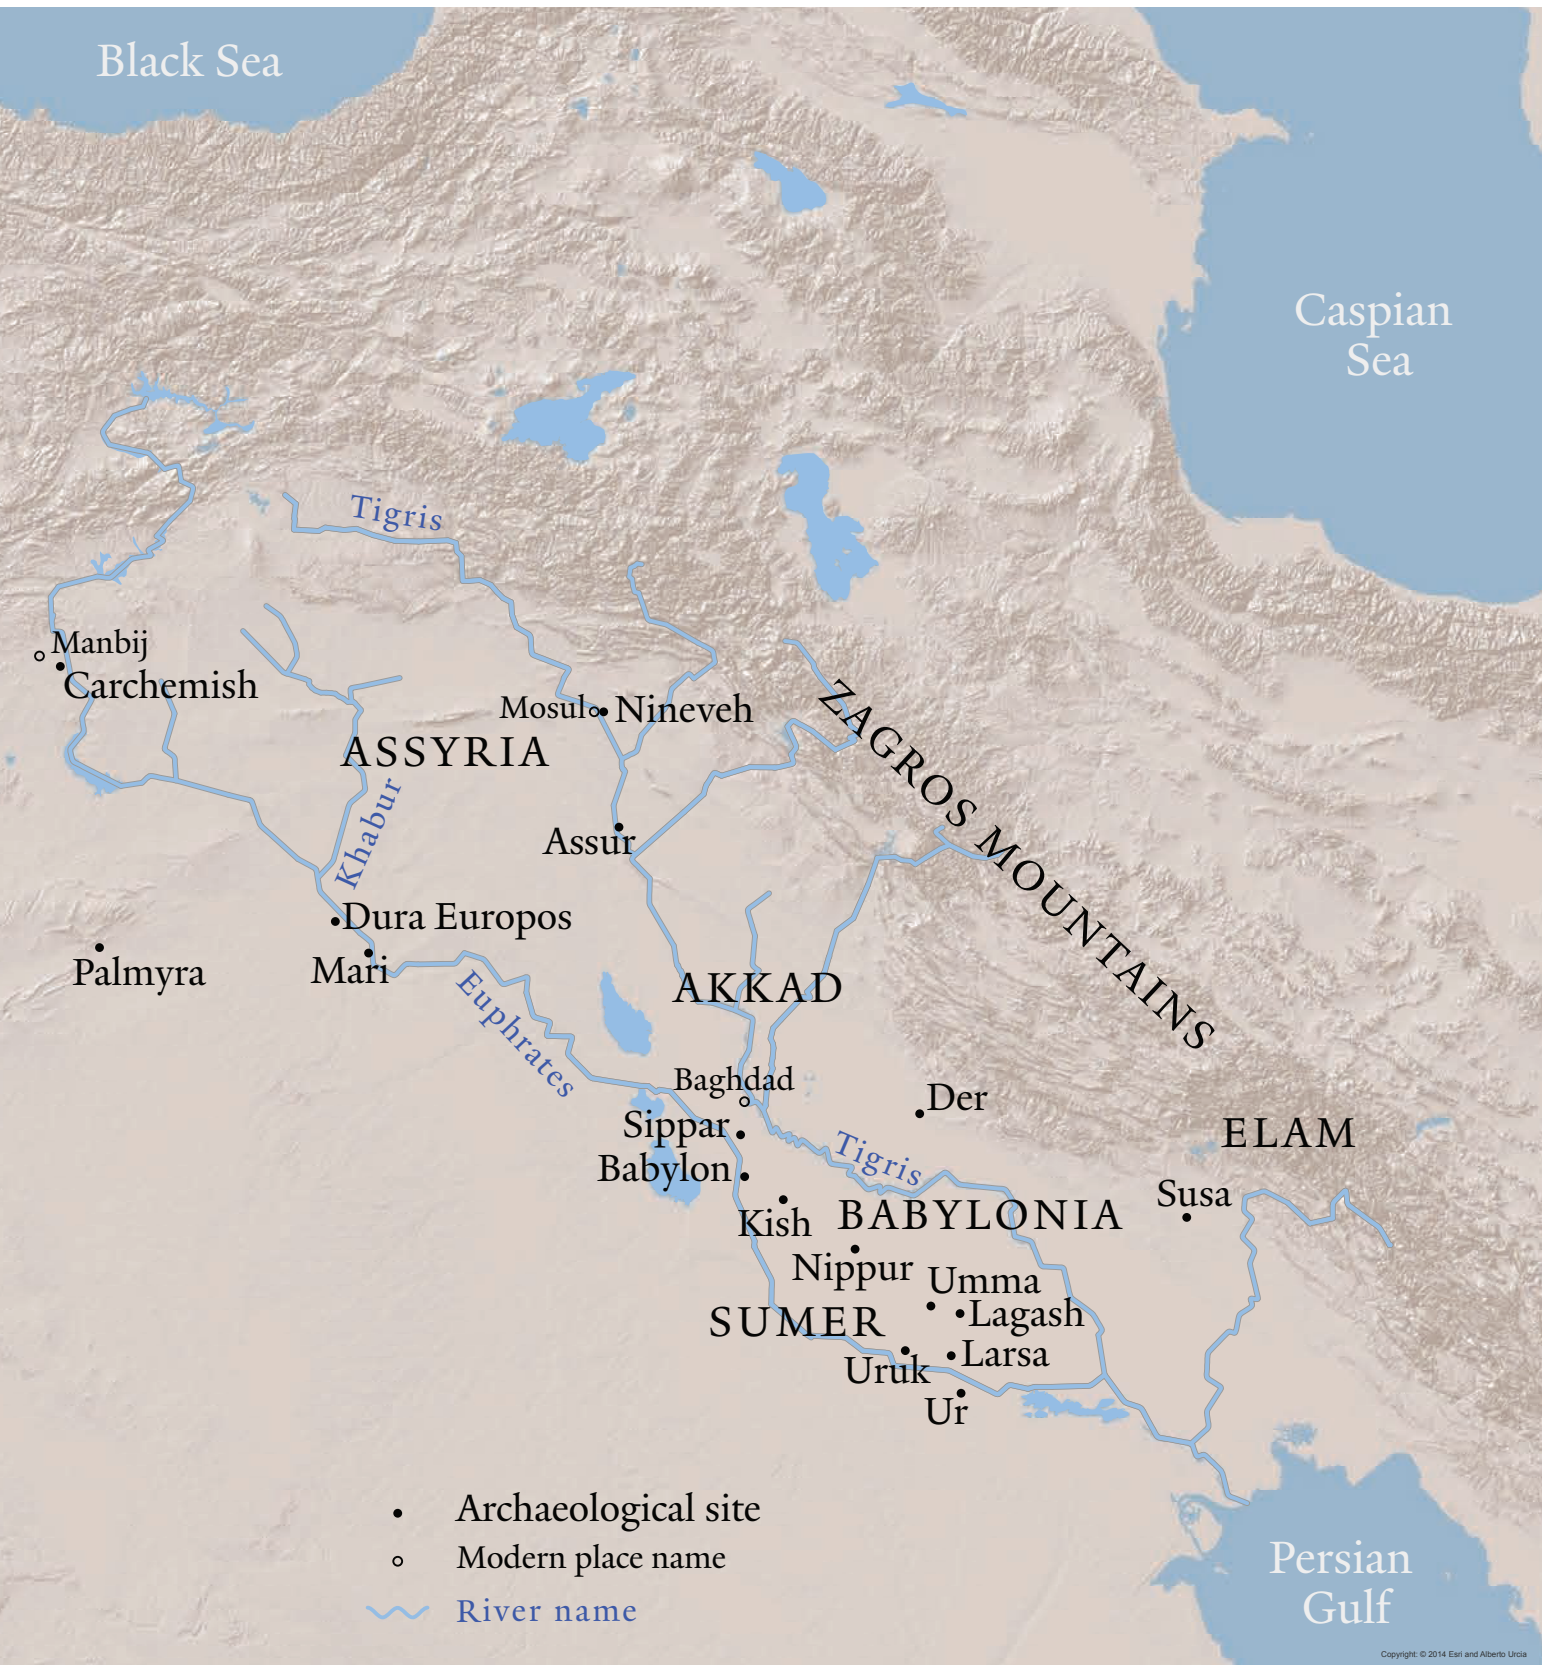 Black Sea
Caspian
Sea
Tigris
Manbij
Carchemish
Mosul
Nineveh
ZAGROS MOUNTAINS
ASSYRIA
Khabur
Assur
Dura Europos
Palmyra
Mari
Euphrates
AKKAD
Baghdad
Der
Sippar
ELAM
Tigris
Babylon
Susa
Kish
BABYLONIA
Nippur
Umma
SUMER
Lagash
Larsa
Uruk
Ur
Archaeological site
Modern place name
River name
Persian
Gulf
Copyright: © 2014 Esri and Alberto Urcia